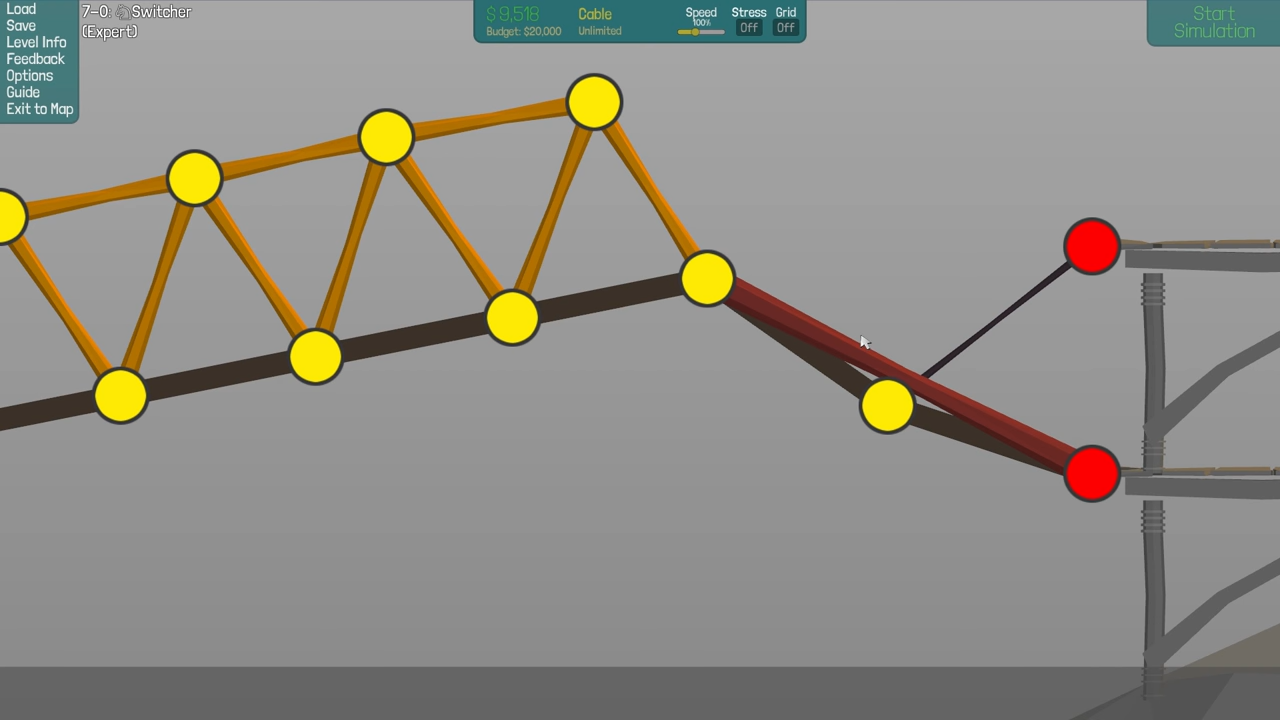 Load
Save
Level Info
Feedback
Options
Guide
Exit to Map
7-0: Switcher
(Expert)
$ 9,518
Budget: $20,000
Cable
Unlimited
Speed
100%
Stress
Off
Grid
Off
Start
Simulation